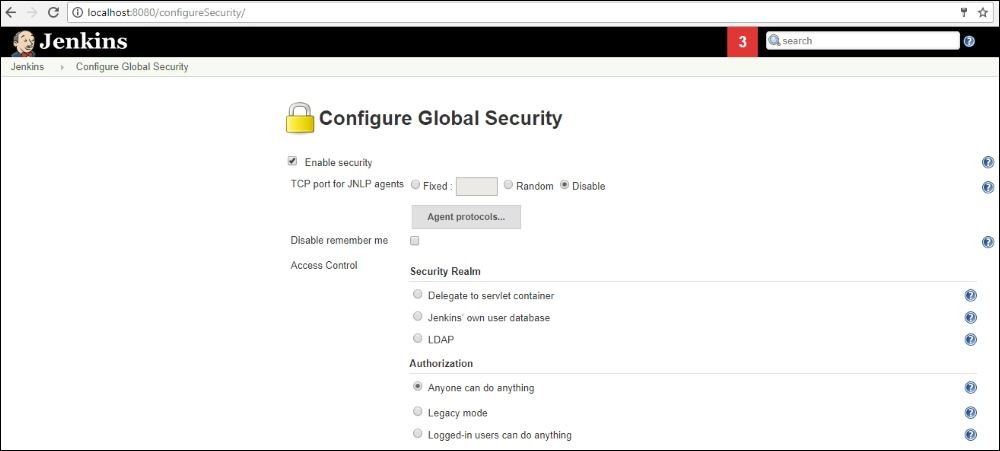 localhost:8080/configureSecurity/
Jenkins
3
search
Jenkins › Configure Global Security
Configure Global Security
Enable security
TCP port for JNLP agents Fixed : Random Disable
Agent protocols...
Disable remember me
Access Control
Security Realm
Delegate to servlet container
Jenkins' own user database
LDAP
Authorization
Anyone can do anything
Legacy mode
Logged-in users can do anything